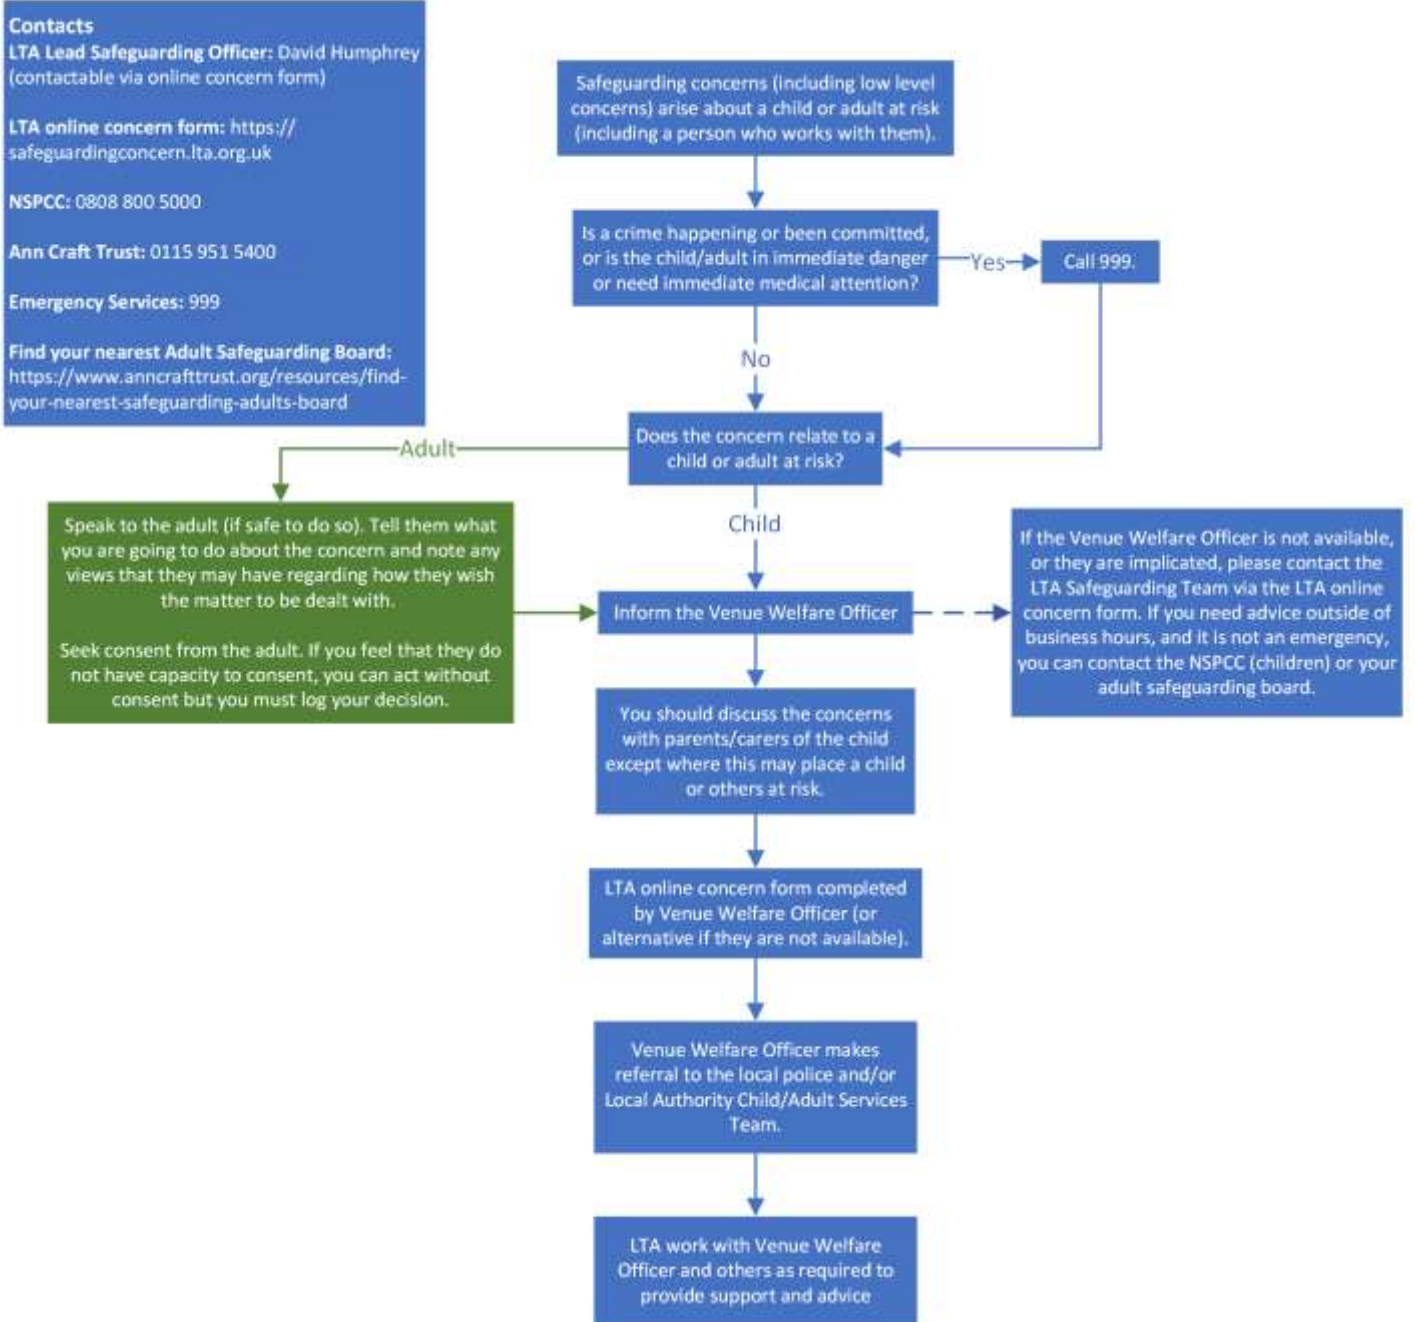 Contacts
LTA Lead Safeguarding Officer: David Humphrey
(contactable via online concern form)
LTA online concern form: https://
safeguardingconcern.lta.org.uk
NSPCC: 0808 800 5000
Ann Craft Trust: 0115 951 5400
Emergency Services: 999
Find your nearest Adult Safeguarding Board:
https://www.anncrafttrust.org/resources/find-
your-nearest-safeguarding-adults-board
Safeguarding concerns (including low level
concerns) arise about a child or adult at risk
(including a person who works with them).
Is a crime happening or been committed,
or is the child/adult in immediate danger
or need immediate medical attention?
Yes
Call 999.
No
Does the concern relate to a
child or adult at risk?
Adult
Speak to the adult (if safe to do so). Tell them what
you are going to do about the concern and note any
views that they may have regarding how they wish
the matter to be dealt with.
Seek consent from the adult. If you feel that they do
not have capacity to consent, you can act without
consent but you must log your decision.
Child
Inform the Venue Welfare Officer
If the Venue Welfare Officer is not available,
or they are implicated, please contact the
LTA Safeguarding Team via the LTA online
concern form. If you need advice outside of
business hours, and it is not an emergency,
you can contact the NSPCC (children) or your
adult safeguarding board.
You should discuss the concerns
with parents/carers of the child
except where this may place a child
or others at risk.
LTA online concern form completed
by Venue Welfare Officer (or
alternative if they are not available).
Venue Welfare Officer makes
referral to the local police and/or
Local Authority Child/Adult Services
Team.
LTA work with Venue Welfare
Officer and others as required to
provide support and advice